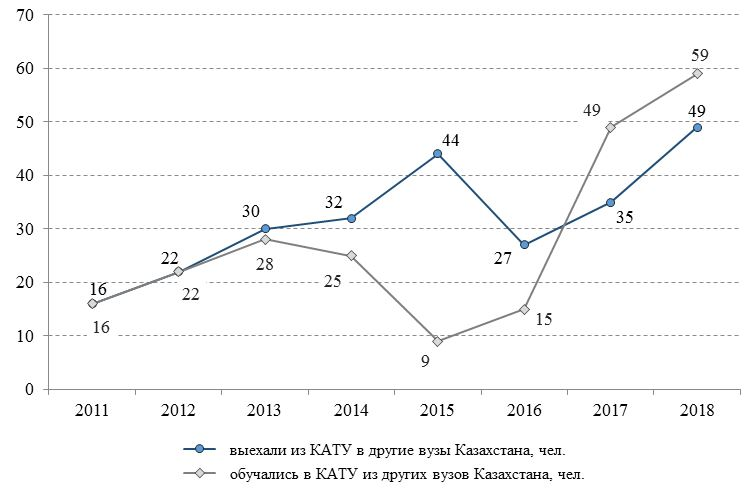 70
60
50
40
30
20
10
0
16 22 30 32 44 27 35 49
16 22 28 25 9 15 49 59
2011 2012 2013 2014 2015 2016 2017 2018
выехали из КАТУ в другие вузы Казахстана, чел.
обучались в КАТУ из других вузов Казахстана, чел.